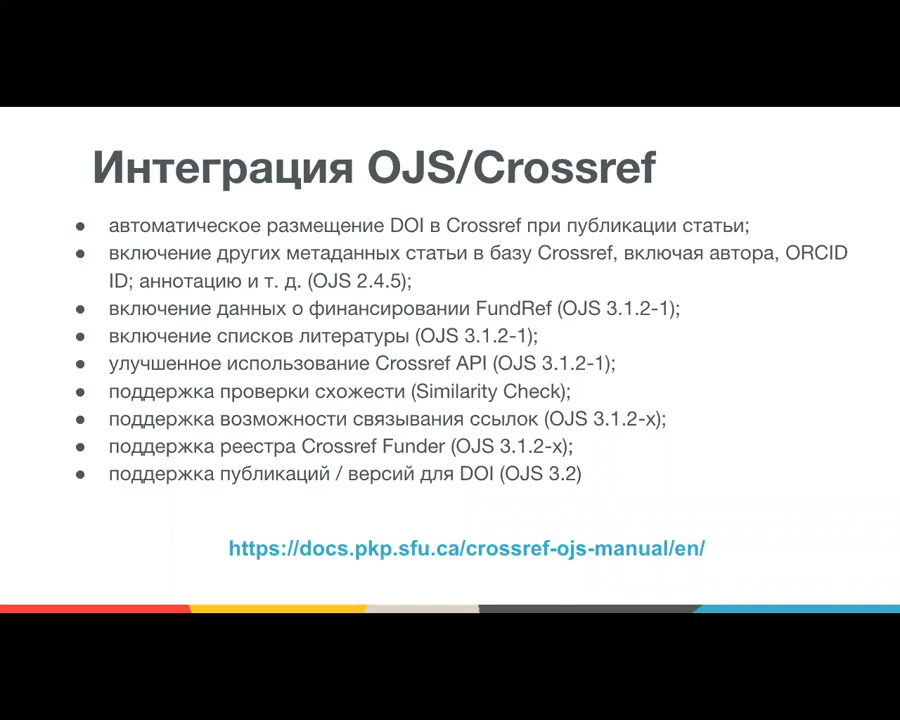 Интеграция OJS/Crossref
● автоматическое размещение DOI в Crossref при публикации статьи;
● включение других метаданных статьи в базу Crossref, включая автора, ORCID
ID; аннотацию и т. д. (OJS 2.4.5);
● включение данных о финансировании FundRef (OJS 3.1.2-1);
● включение списков литературы (OJS 3.1.2-1);
● улучшенное использование Crossref API (OJS 3.1.2-1);
● поддержка проверки схожести (Similarity Check);
● поддержка возможности связывания ссылок (OJS 3.1.2-x);
● поддержка реестра Crossref Funder (OJS 3.1.2-x);
● поддержка публикаций / версий для DOI (OJS 3.2)
https://docs.pkp.sfu.ca/crossref-ojs-manual/en/